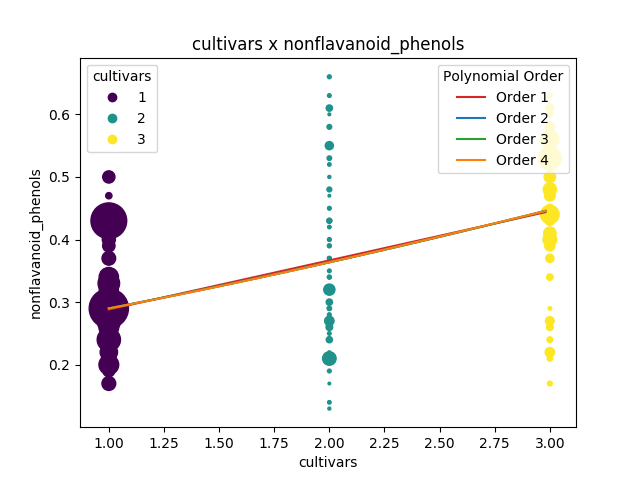 cultivars x nonflavanoid_phenols
cultivars
1
2
3
Polynomial Order
Order 1
Order 2
Order 3
Order 4
nonflavanoid_phenols
0.6
0.5
0.4
0.3
0.2
1.00 1.25 1.50 1.75 2.00 2.25 2.50 2.75 3.00
cultivars